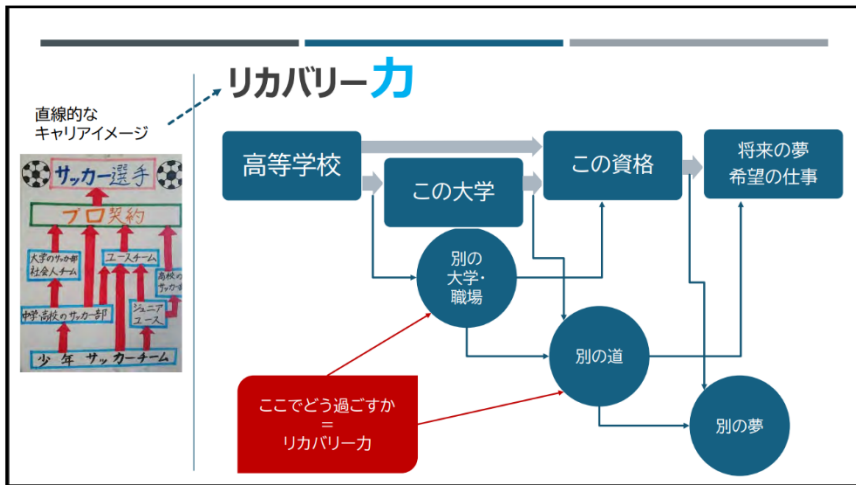 リカバリー力
直線的な
キャリアイメージ
サッカー選手
プロ契約
大学のサッカー部
社会人チーム
ユースチーム
高校の
サッカー部
中学高校のサッカー部
ジュニア
ユース
少年サッカーチーム
高等学校
この大学
この資格
将来の夢
希望の仕事
別の
大学・
職場
別の道
別の夢
ここでどう過ごすか
＝
リカバリー力